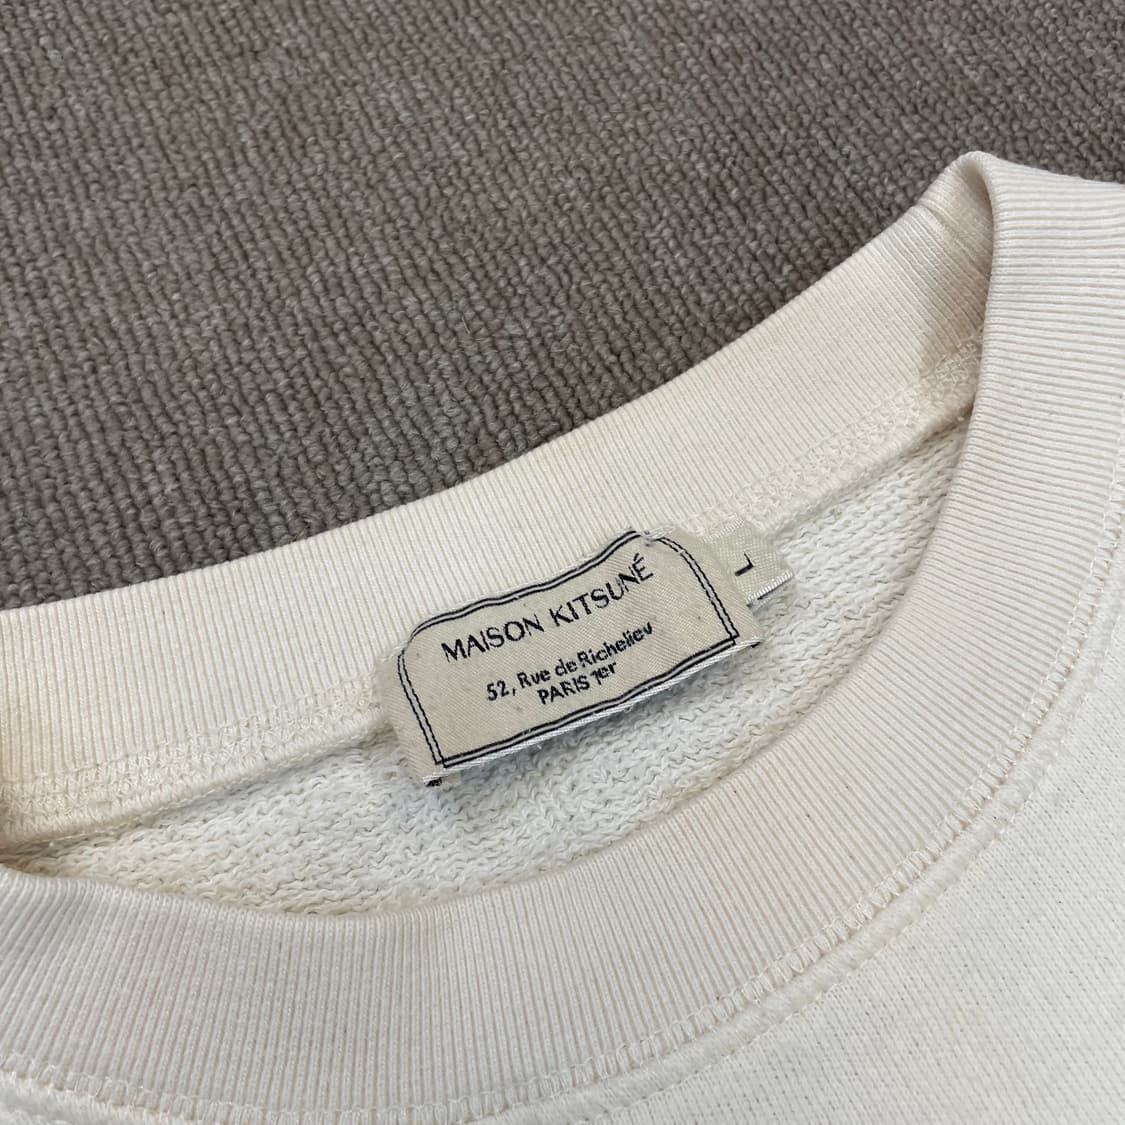 MAISON KITSUNÉ
52, Rue de Richelieu
PARIS 1er
L